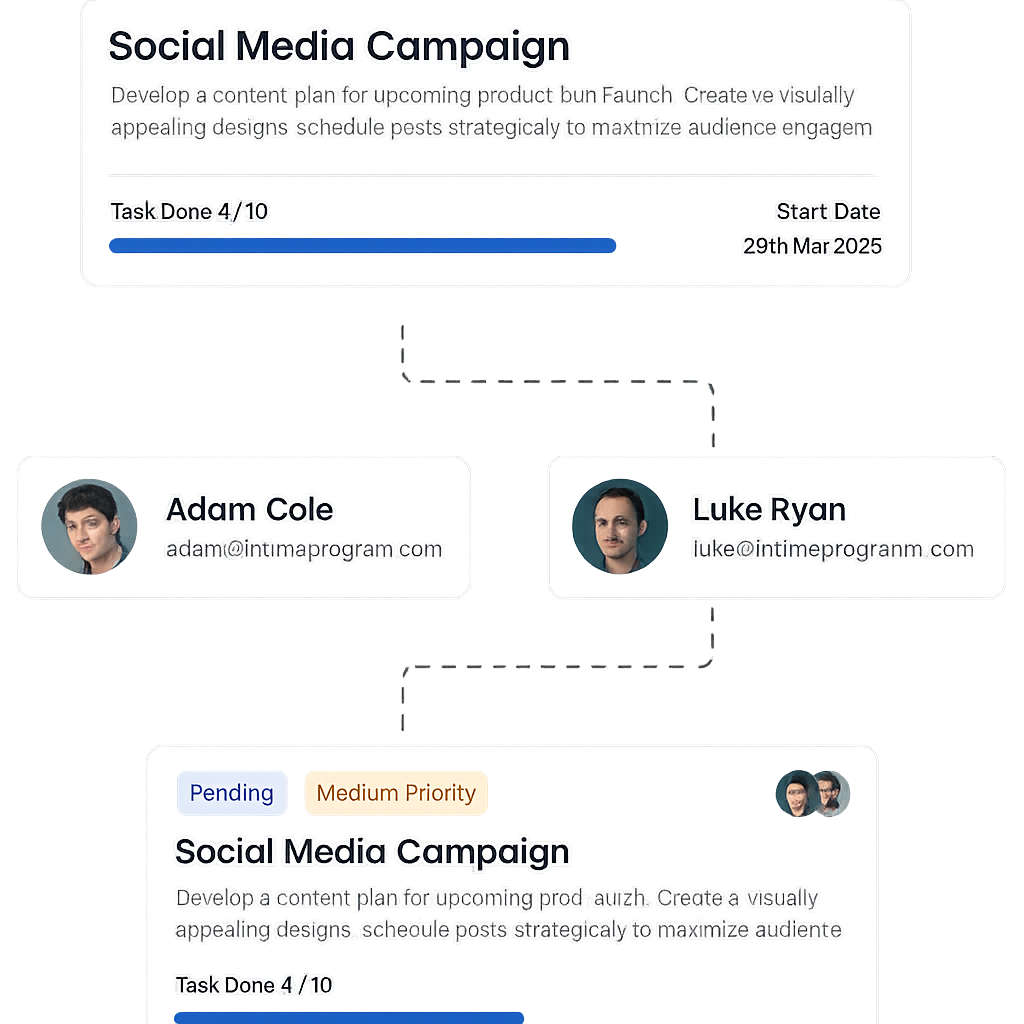 Social Media Campaign
Develop a content plan for upcoming product bun Faunch Create ve visulally
appealing designs schedule pests strategicaly to maxtmize audience engagem
Task Done 4/10
Start Date
29th Mar 2025
Adam Cole
adam@intimaprogram com
Luke Ryan
luke@intimeprogranm.com
Pending
Medium Priority
Social Media Campaign
Develop a content plan for upcoming prod auızh. Create a visually
appealing designs scheoule posts strategicaly to maximize audiente
Task Done 4/10